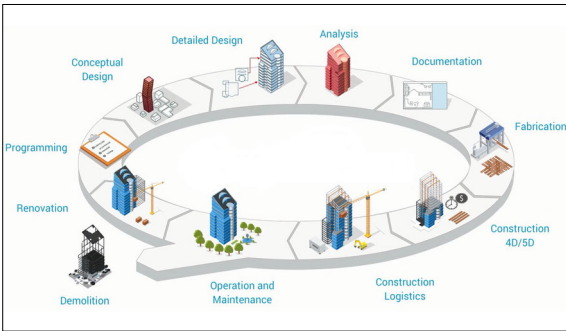 Detailed Design
Analysis
Conceptual
Design
Documentation
Fabrication
Programming
Renovation
Construction
4D/5D
Operation and
Maintenance
Construction
Logistics
Demolition